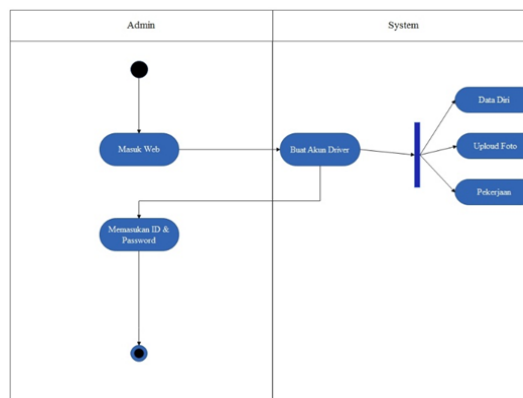 Admin
System
Data Diri
Masuk Web
Buat Akun Driver
Upload Foto
Pekerjaan
Memasukan ID &
Password